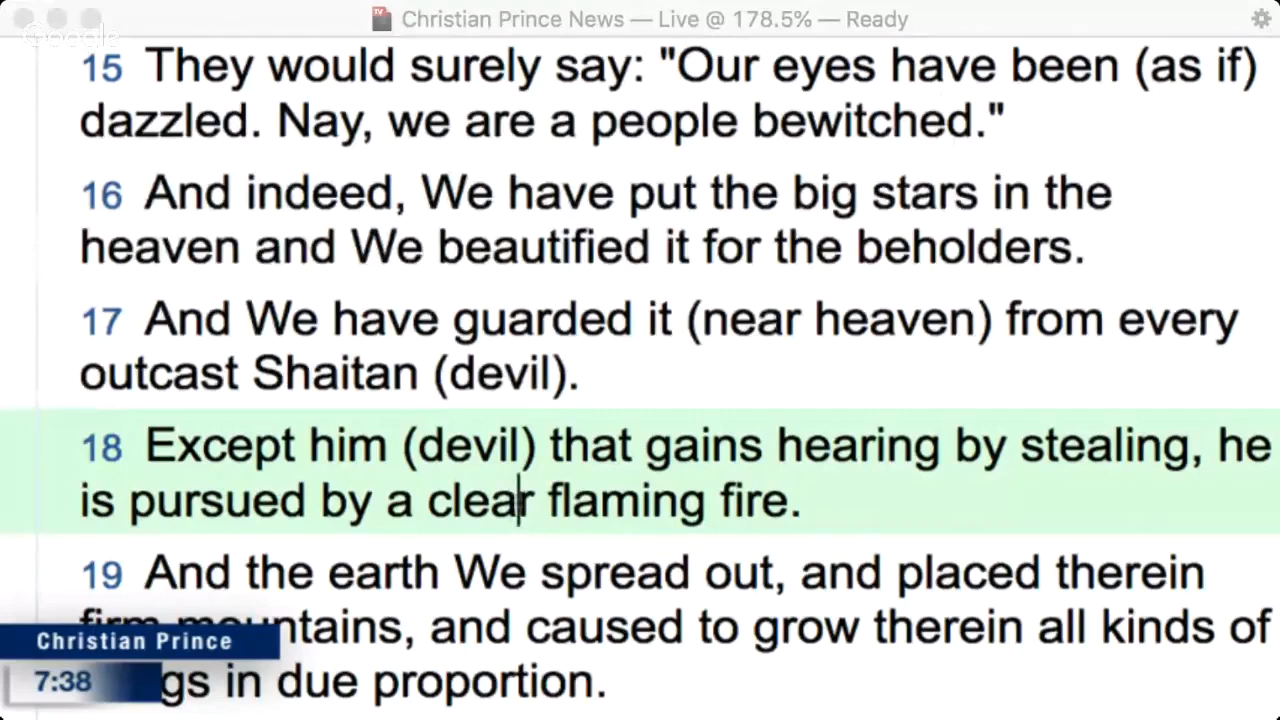 Christian Prince News — Live @ 178.5% — Ready
Google
15 They would surely say: "Our eyes have been (as if)
dazzled. Nay, we are a people bewitched."
16 And indeed, We have put the big stars in the
heaven and We beautified it for the beholders.
17 And We have guarded it (near heaven) from every
outcast Shaitan (devil).
18 Except him (devil) that gains hearing by stealing, he
is pursued by a clear flaming fire.
19 And the earth We spread out, and placed therein
firm mountains, and caused to grow therein all kinds of
gs in due proportion.
Christian Prince
7:38